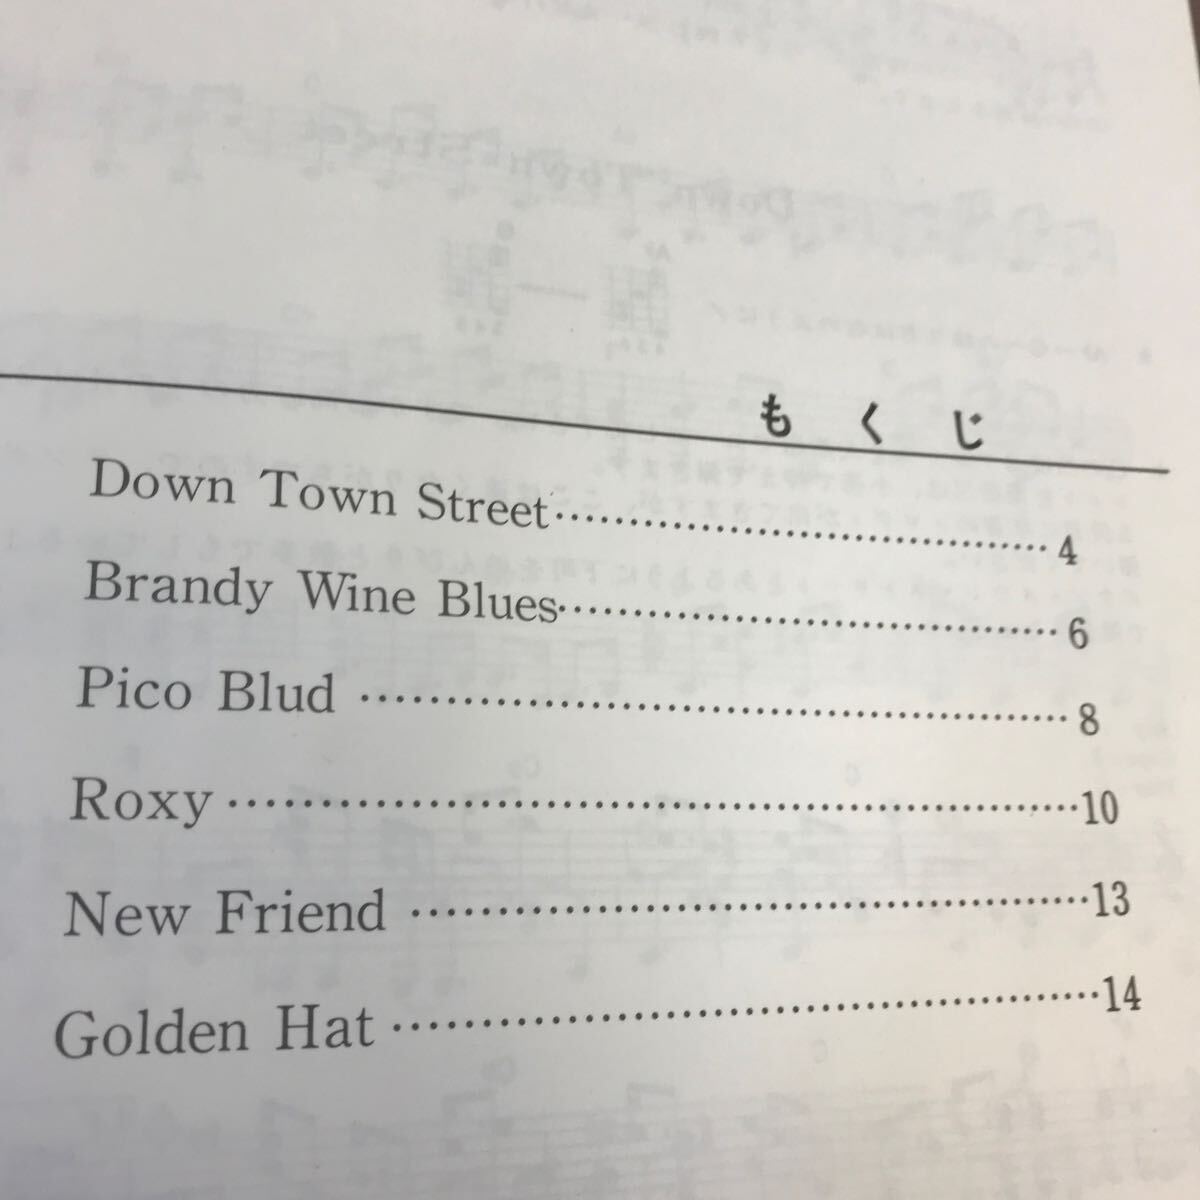 もくじ
Down Town Street 4
Brandy Wine Blues 6
Pico Blud 8
Roxy 10
New Friend 13
Golden Hat 14